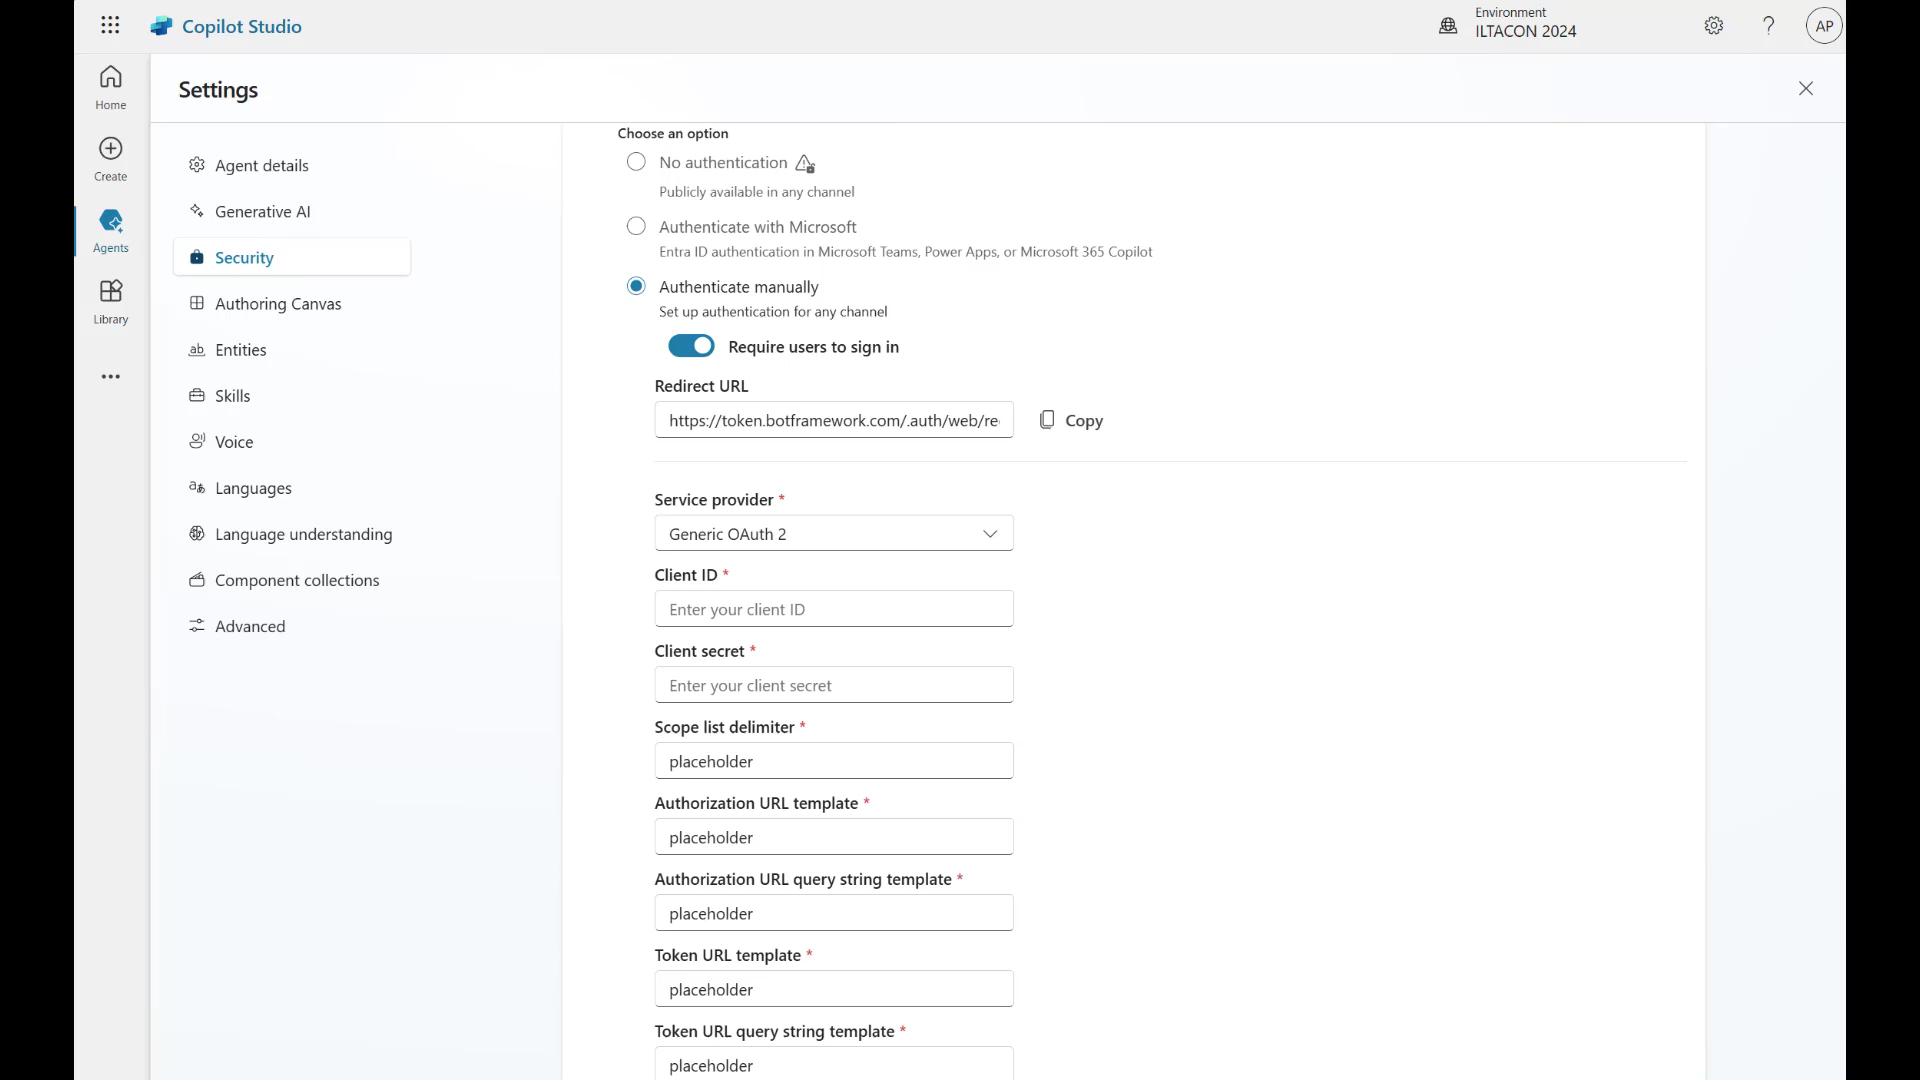 Copilot Studio
Environment
ILTACON 2024
?
AP
Home
Create
Agents
Library
Settings
Agent details
Generative AI
Security
Authoring Canvas
Entities
Skills
Voice
Languages
Language understanding
Component collections
Advanced
Choose an option
No authentication
Publicly available in any channel
Authenticate with Microsoft
Entra ID authentication in Microsoft Teams, Power Apps, or Microsoft 365 Copilot
Authenticate manually
Set up authentication for any channel
Require users to sign in
Redirect URL
https://token.botframework.com/.auth/web/re
Copy
Service provider *
Generic OAuth 2
Client ID *
Enter your client ID
Client secret *
Enter your client secret
Scope list delimiter *
placeholder
Authorization URL template *
placeholder
Authorization URL query string template *
placeholder
Token URL template *
placeholder
Token URL query string template *
placeholder